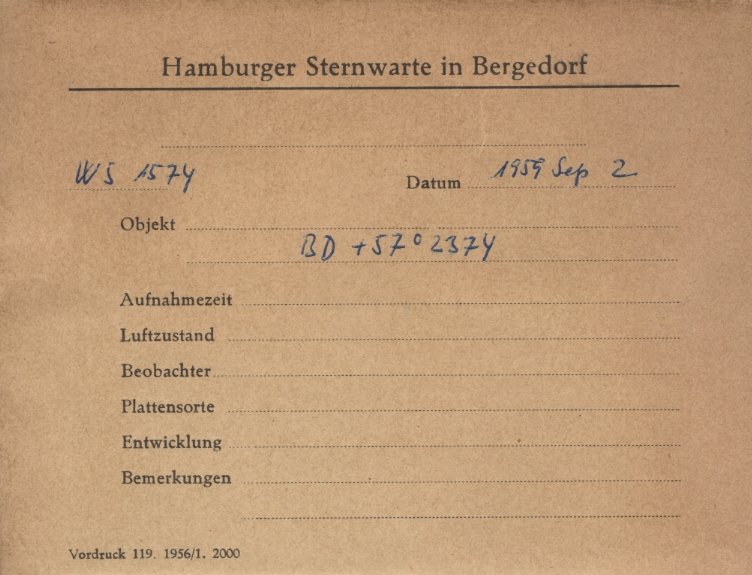 Hamburger Sternwarte in Bergedorf
WS 1574 Datum 1959 Sep 2
Objekt
BD +57° 2374
Aufnahmezeit
Luftzustand
Beobachter
Plattensorte
Entwicklung
Bemerkungen
Vordruck 119. 1956/1. 2000